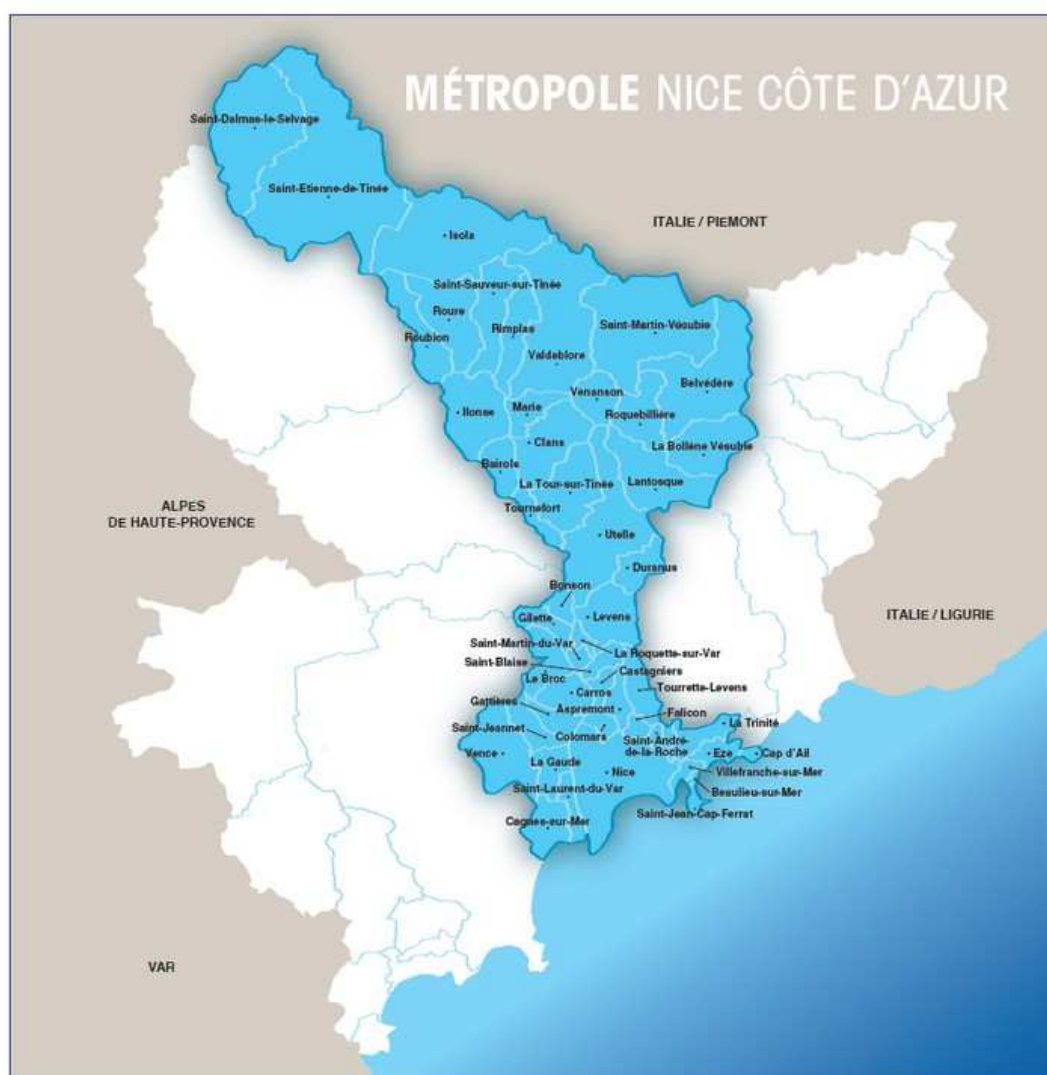 MÉTROPOLE NICE CÔTE D'AZUR
Saint-Dalmas-le-Selvage
Saint-Etienne-de-Tinée
ITALIE / PIEMONT
Isola
Saint-Sauveur-sur-Tinée
Roure
Saint-Martin-Vésubie
Rimplas
Roubion
Valdeblore
Belvédère
Venanson
Ilonse
Marie
Roquebillière
Clans
La Bollène Vésubie
Bairols
La Tour-sur-Tinée
Lantosque
ALPES
DE HAUTE-PROVENCE
Tournefort
Utelle
Duranus
Bonson
Gilette
Levens
ITALIE / LIGURIE
Saint-Martin-du-Var
La Roquette-sur-Var
Saint-Blaise
Castagniers
Le Broc
Tourrette-Levens
Carros
Gattières
Aspremont
Falicon
La Trinité
Saint-Jeannet
Colomars
Saint-André-
de-la-Roche
Vence
Eze
Cap d'Ail
La Gaude
Nice
Villefranche-sur-Mer
Saint-Laurent-du-Var
Beaulieu-sur-Mer
Saint-Jean-Cap-Ferrat
Cagnes-sur-Mer
VAR